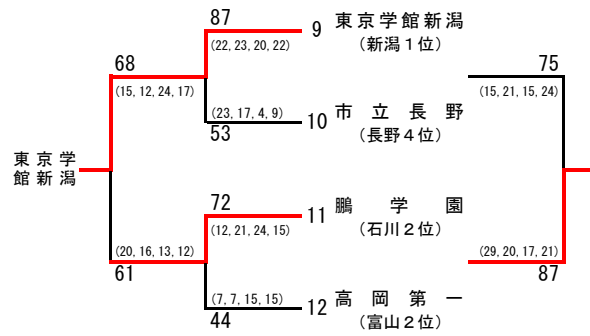 87
9 東京学館新潟
(22, 23, 20, 22)
(新潟1位)
68
75
(15, 12, 24, 17)
(15, 21, 15, 24)
(23, 17, 4, 9)
10 市立長野
53
(長野4位)
東京学
館新潟
72
11 鵬学園
(12, 21, 24, 15)
(石川2位)
(20, 16, 13, 12)
(29, 20, 17, 21)
61
87
(7, 7, 15, 15)
12 高岡第一
44
(富山2位)